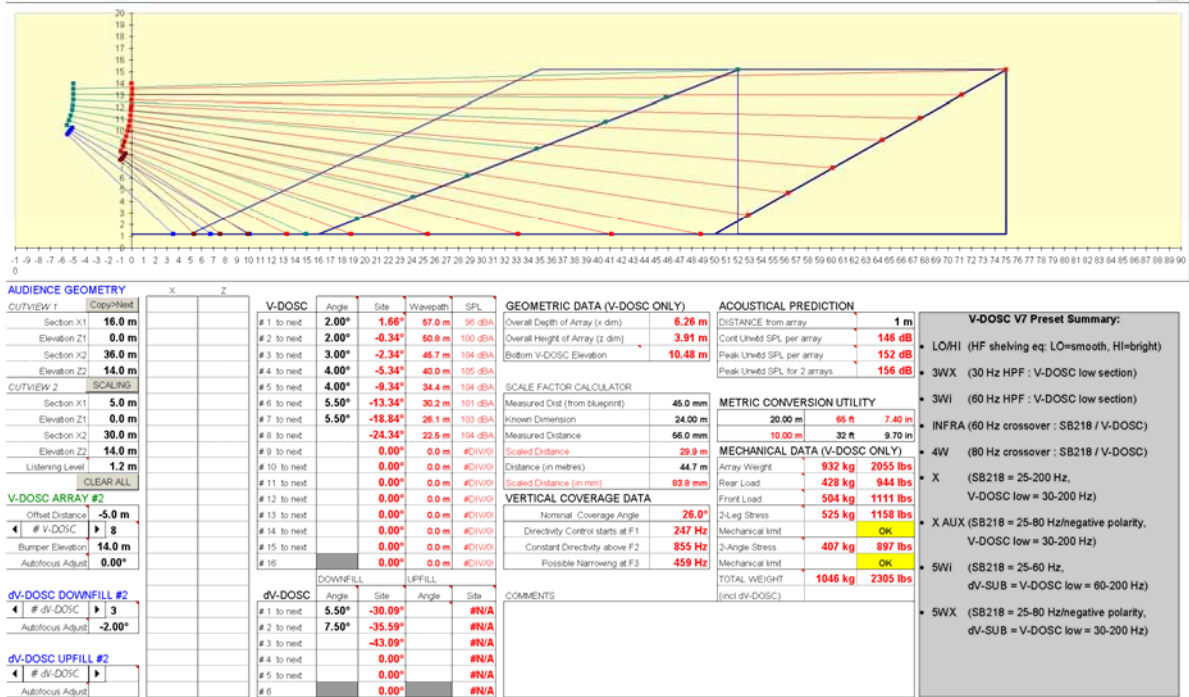 20
19
18
17
16
15
14
13
12
11
10
9
8
7
6
5
4
3
2
1
0
-1 -9 -8 -7 -6 -5 -4 -3 -2 -1 0 1 2 3 4 5 6 7 8 9 10 11 12 13 14 15 16 17 18 19 20 21 22 23 24 25 26 27 28 29 30 31 32 33 34 35 36 37 38 39 40 41 42 43 44 45 46 47 48 49 50 51 52 53 54 55 56 57 58 59 60 61 62 63 64 65 66 67 68 69 70 71 72 73 74 75 76 77 78 79 80 81 82 83 84 85 86 87 88 89 90
0
AUDIENCE GEOMETRY
CUTVIEW 1 Copy>Next
Section X1 16.0 m
Elevation Z1 0.0 m
Section X2 36.0 m
Elevation Z2 14.0 m
CUTVIEW 2 SCALING
Section X1 5.0 m
Elevation Z1 0.0 m
Section X2 30.0 m
Elevation Z2 14.0 m
Listening Level 1.2 m
CLEAR ALL
V-DOSC ARRAY #2
Offset Distance -5.0 m
# V-DOSC 8
Bumper Elevation 14.0 m
Autofocus Adjust 0.00°
dV-DOSC DOWNFILL #2
# dV-DOSC 3
Autofocus Adjust -2.00°
dV-DOSC UPFILL #2
# dV-DOSC
Autofocus Adjust
X Z
V-DOSC Angle Site Wavepath SPL
# 1 to next 2.00° 1.66° 57.0 m 96 dBA
# 2 to next 2.00° -0.34° 50.8 m 100 dBA
# 3 to next 3.00° -2.34° 45.7 m 104 dBA
# 4 to next 4.00° -5.34° 40.0 m 105 dBA
# 5 to next 4.00° -9.34° 34.4 m 104 dBA
# 6 to next 5.50° -13.34° 30.2 m 101 dBA
# 7 to next 5.50° -18.84° 26.1 m 103 dBA
# 8 to next -24.34° 22.5 m 104 dBA
# 9 to next 0.00° 0.0 m #DIV/0!
# 10 to next 0.00° 0.0 m #DIV/0!
# 11 to next 0.00° 0.0 m #DIV/0!
# 12 to next 0.00° 0.0 m #DIV/0!
# 13 to next 0.00° 0.0 m #DIV/0!
# 14 to next 0.00° 0.0 m #DIV/0!
# 15 to next 0.00° 0.0 m #DIV/0!
# 16 0.00° 0.0 m #DIV/0!
DOWNFILL UPFILL
dV-DOSC Angle Site Angle Site
# 1 to next 5.50° -30.09° #N/A
# 2 to next 7.50° -35.59° #N/A
# 3 to next -43.09° #N/A
# 4 to next 0.00° #N/A
# 5 to next 0.00° #N/A
# 6 0.00° #N/A
GEOMETRIC DATA (V-DOSC ONLY)
Overall Depth of Array (x dim) 6.26 m
Overall Height of Array (z dim) 3.91 m
Bottom V-DOSC Elevation 10.48 m
SCALE FACTOR CALCULATOR
Measured Dist (from blueprint) 45.0 mm
Known Dimension 24.00 m
Measured Distance 56.0 mm
Scaled Distance 29.9 m
Distance (in metres) 44.7 m
Scaled Distance (in mm) 83.8 mm
VERTICAL COVERAGE DATA
Nominal Coverage Angle 26.0°
Directivity Control starts at F1 247 Hz
Constant Directivity above F2 855 Hz
Possible Narrowing at F3 459 Hz
COMMENTS
ACOUSTICAL PREDICTION
DISTANCE from array 1 m
Cont Unwtd SPL per array 146 dB
Peak Unwtd SPL per array 152 dB
Peak Unwtd SPL for 2 arrays 156 dB
METRIC CONVERSION UTILITY
20.00 m 65 ft 7.40 in
10.00 m 32 ft 9.70 in
MECHANICAL DATA (V-DOSC ONLY)
Array Weight 932 kg 2055 lbs
Rear Load 428 kg 944 lbs
Front Load 504 kg 1111 lbs
2-Leg Stress 525 kg 1158 lbs
Mechanical limit OK
2-Angle Stress 407 kg 897 lbs
Mechanical limit OK
TOTAL WEIGHT 1046 kg 2305 lbs
(incl dV-DOSC)
V-DOSC V7 Preset Summary:
• LO/HI (HF shelving eq: LO=smooth, HI=bright)
• 3WX (30 Hz HPF : V-DOSC low section)
• 3Wi (60 Hz HPF : V-DOSC low section)
• INFRA (60 Hz crossover : SB218 / V-DOSC)
• 4W (80 Hz crossover : SB218 / V-DOSC)
• X (SB218 = 25-200 Hz,
V-DOSC low = 30-200 Hz)
• X AUX (SB218 = 25-80 Hz/negative polarity,
V-DOSC low = 30-200 Hz)
• 5Wi (SB218 = 25-60 Hz,
dV-SUB = V-DOSC low = 60-200 Hz)
• 5WX (SB218 = 25-80 Hz/negative polarity,
dV-SUB = V-DOSC low = 30-200 Hz)